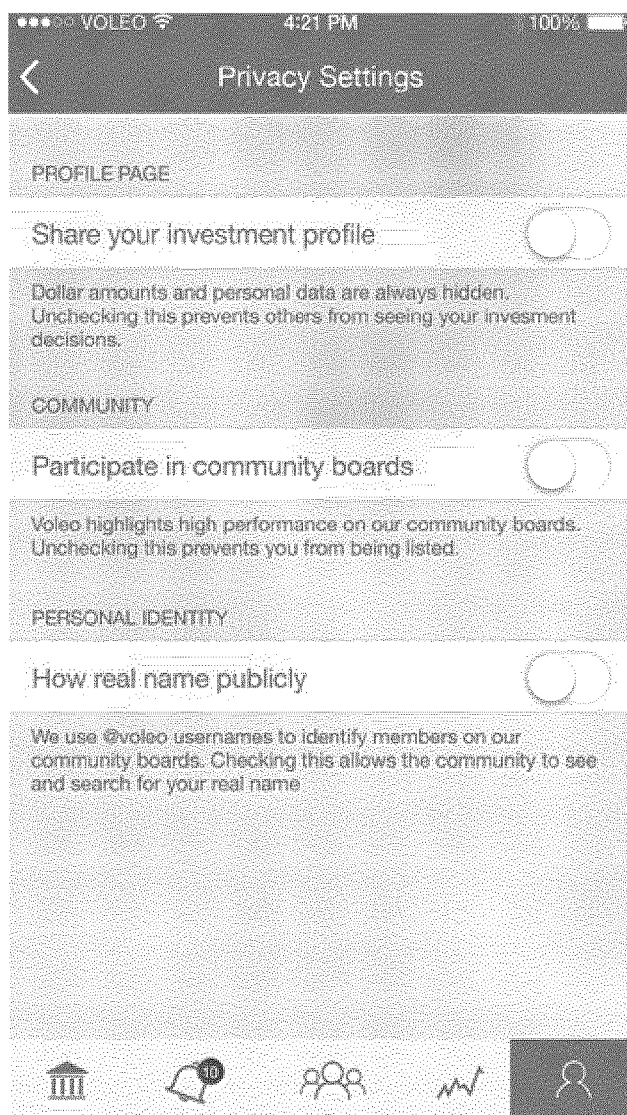 VOLEO 4:21 PM 100%
Privacy Settings
PROFILE PAGE
Share your investment profile
Dollar amounts and personal data are always hidden.
Unchecking this prevents others from seeing your invesment
decisions.
COMMUNITY
Participate in community boards
Voleo highlights high performance on our community boards.
Unchecking this prevents you from being listed.
PERSONAL IDENTITY
How real name publicly
We use @voleo usernames to identify members on our
community boards. Checking this allows the community to see
and search for your real name
10